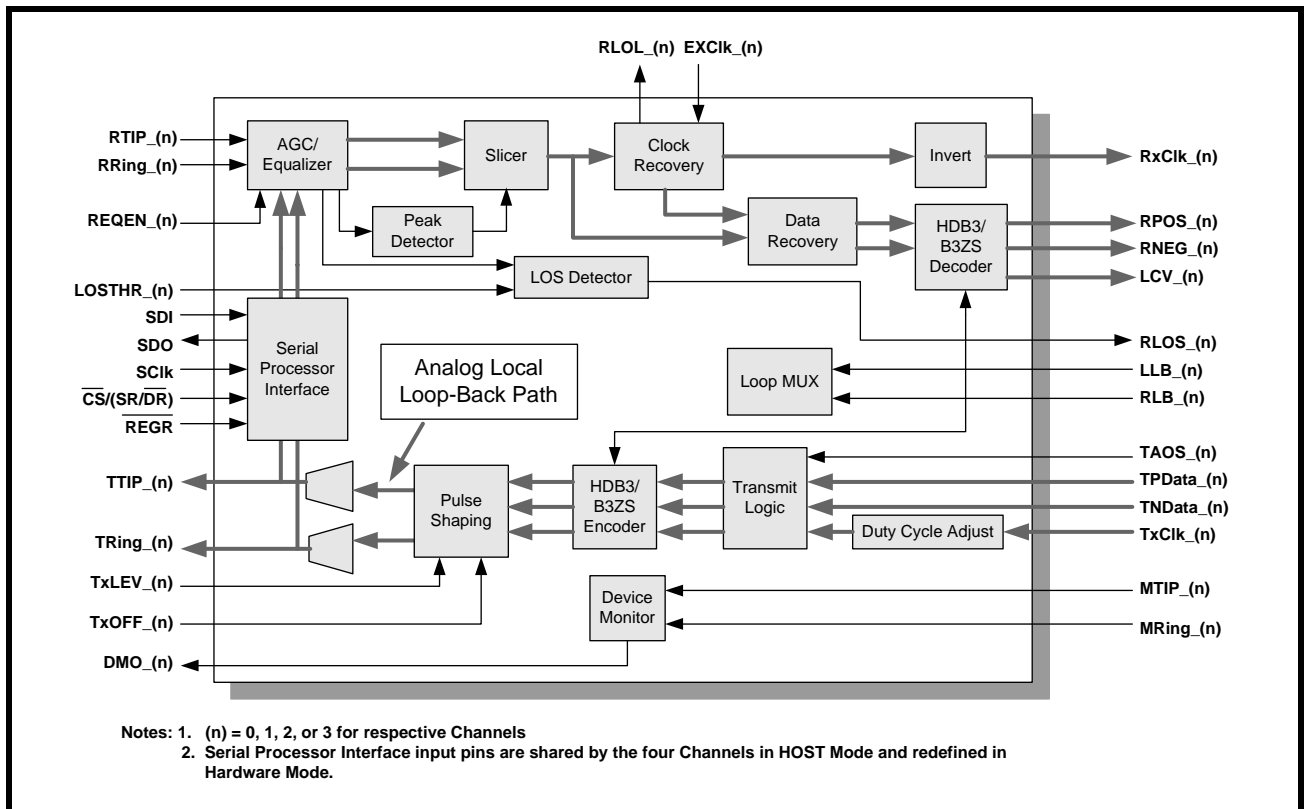 RLOL_(n) EXClk_(n)
RTIP_(n)
RRing_(n)
REQEN_(n)
LOSTHR_(n)
SDI
SDO
SClk
CS/(SR/DR)
REGR
TTIP_(n)
TRing_(n)
TxLEV_(n)
TxOFF_(n)
DMO_(n)
AGC/
Equalizer
Peak
Detector
Slicer
LOS Detector
Clock
Recovery
Data
Recovery
Invert
HDB3/
B3ZS
Decoder
Serial
Processor
Interface
Analog Local
Loop-Back Path
Loop MUX
Pulse
Shaping
HDB3/
B3ZS
Encoder
Transmit
Logic
Duty Cycle Adjust
Device
Monitor
RxClk_(n)
RPOS_(n)
RNEG_(n)
LCV_(n)
RLOS_(n)
LLB_(n)
RLB_(n)
TAOS_(n)
TPData_(n)
TNData_(n)
TxClk_(n)
MTIP_(n)
MRing_(n)
Notes: 1. (n) = 0, 1, 2, or 3 for respective Channels
2. Serial Processor Interface input pins are shared by the four Channels in HOST Mode and redefined in
Hardware Mode.